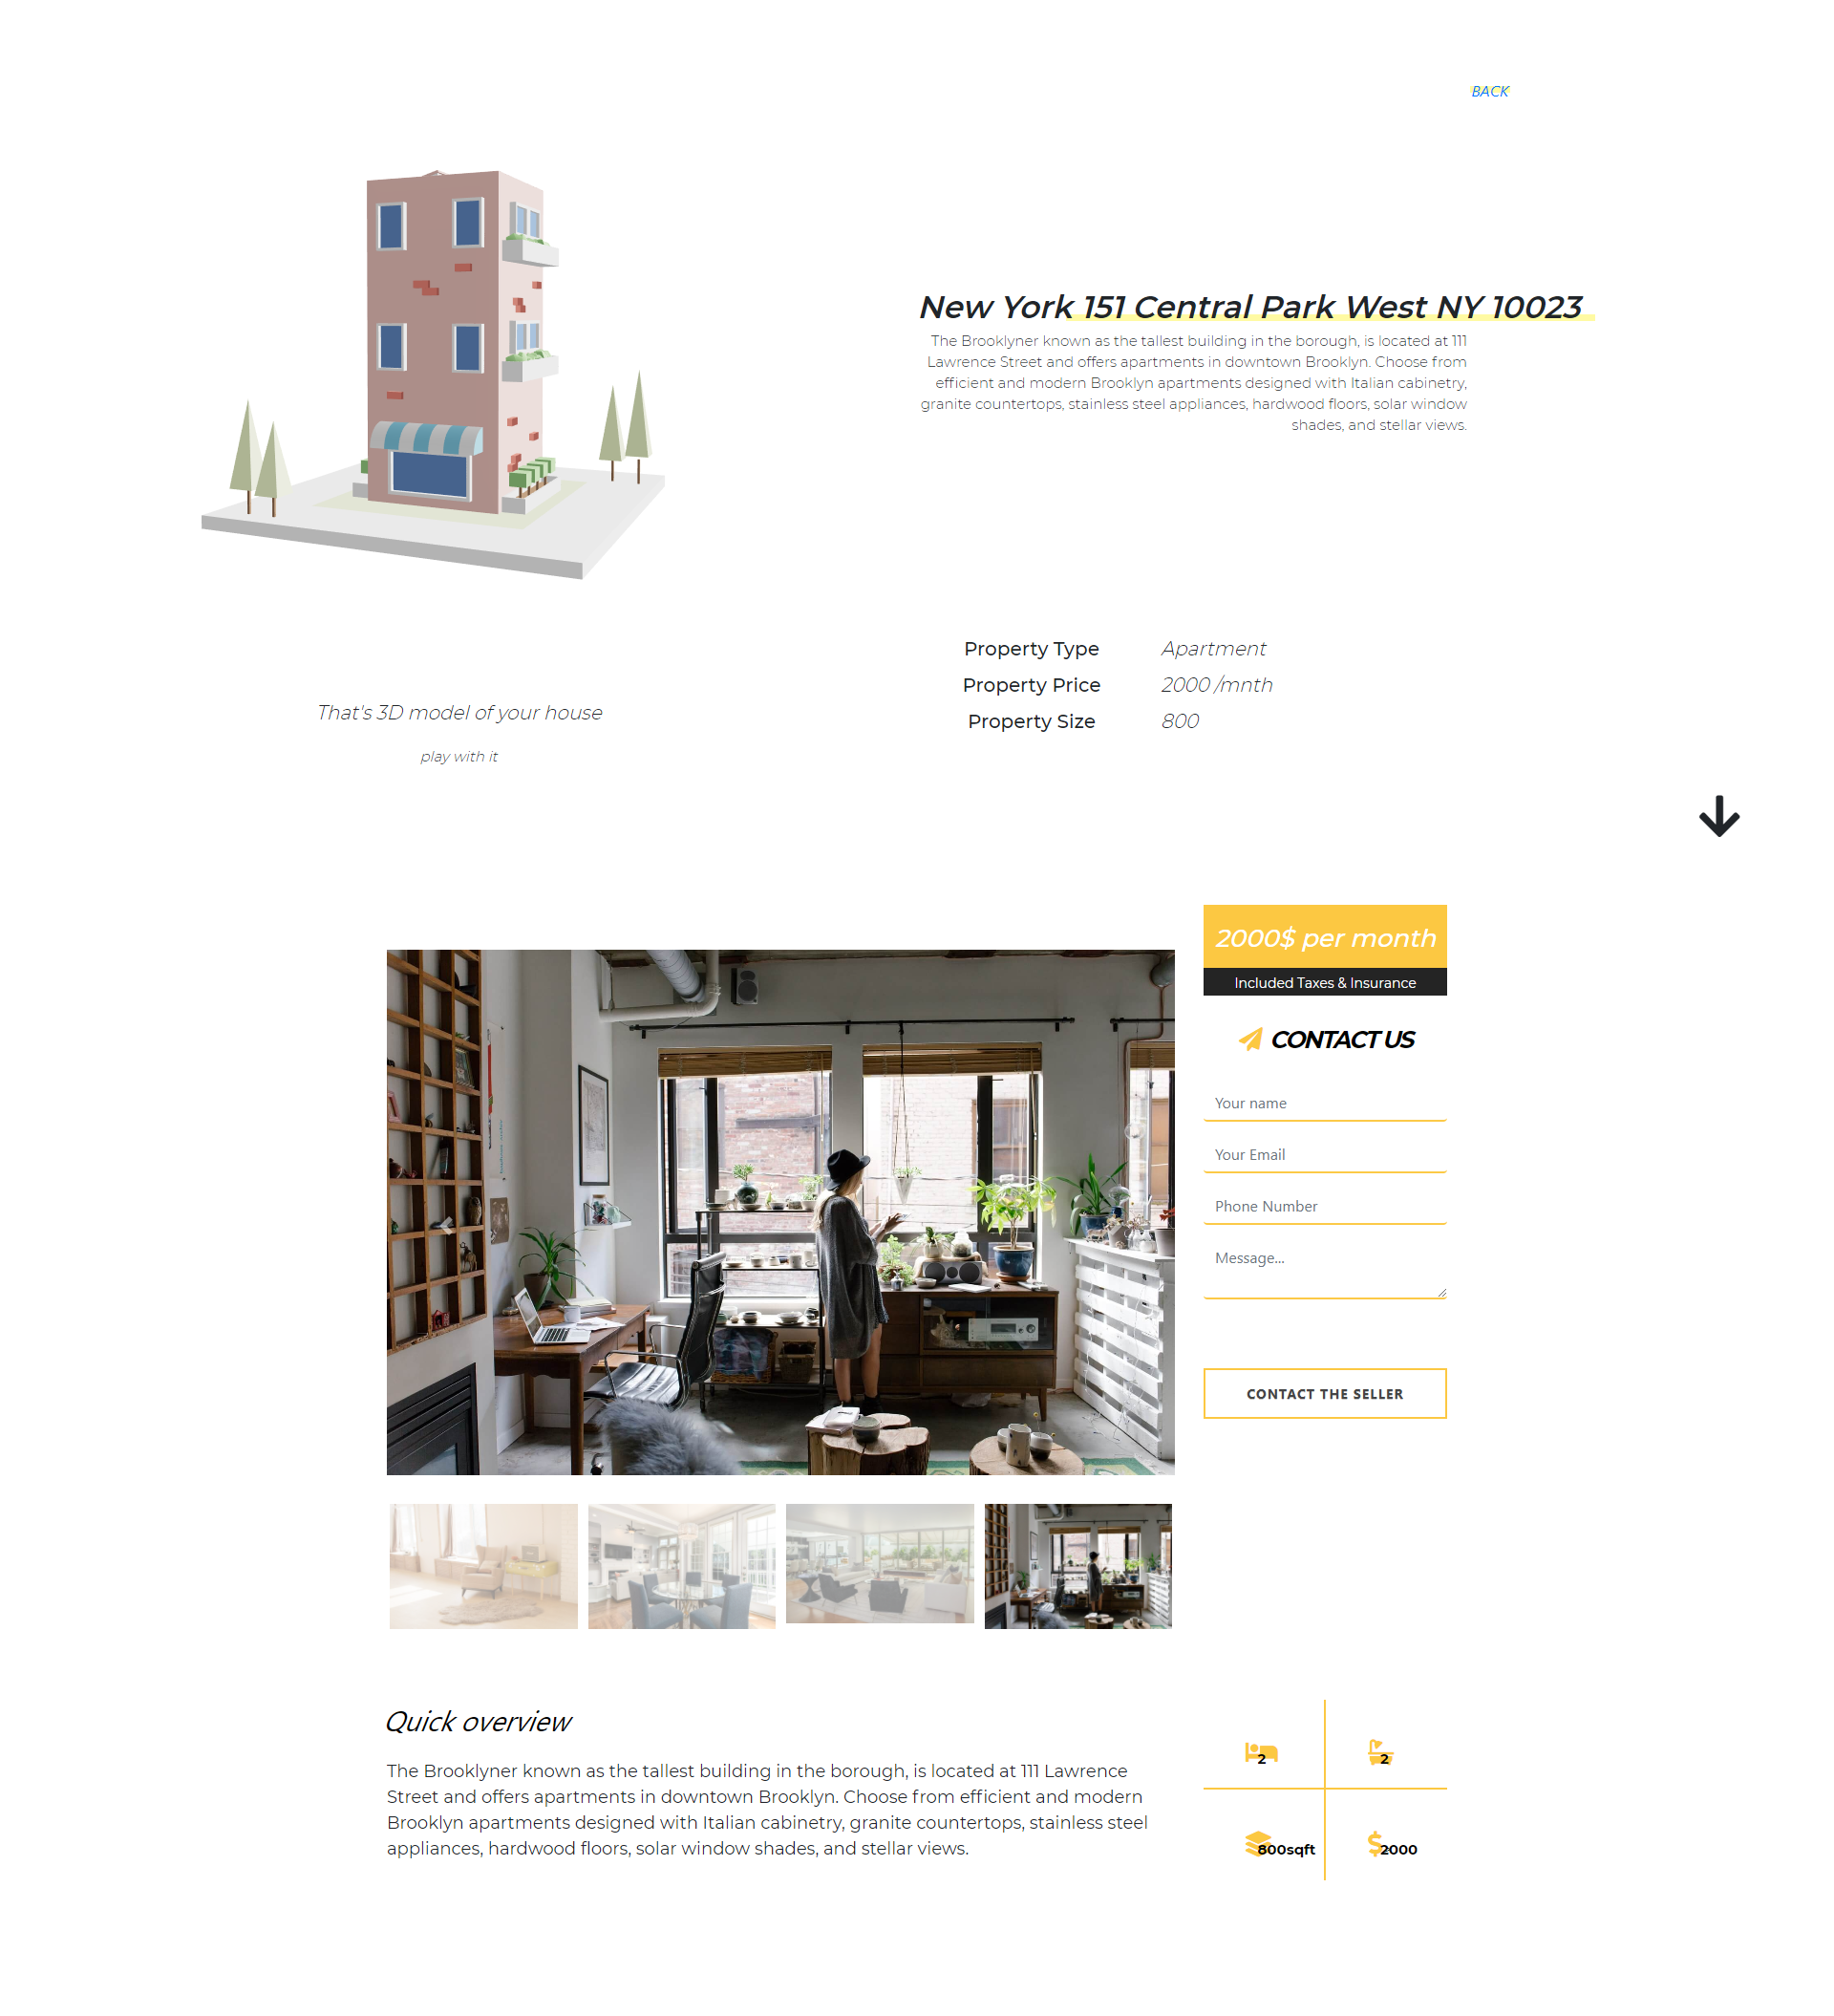 BACK
New York 151 Central Park West NY 10023
The Brooklyner known as the tallest building in the borough, is located at 111
Lawrence Street and offers apartments in downtown Brooklyn. Choose from
efficient and modern Brooklyn apartments designed with Italian cabinetry,
granite countertops, stainless steel appliances, hardwood floors, solar window
shades, and stellar views.
Property Type Apartment
Property Price 2000 /mnth
Property Size 800
That's 3D model of your house
play with it
2000$ per month
Included Taxes & Insurance
CONTACT US
Your name
Your Email
Phone Number
Message...
CONTACT THE SELLER
Quick overview
The Brooklyner known as the tallest building in the borough, is located at 111 Lawrence
Street and offers apartments in downtown Brooklyn. Choose from efficient and modern
Brooklyn apartments designed with Italian cabinetry, granite countertops, stainless steel
appliances, hardwood floors, solar window shades, and stellar views.
2 2
800sqft 2000